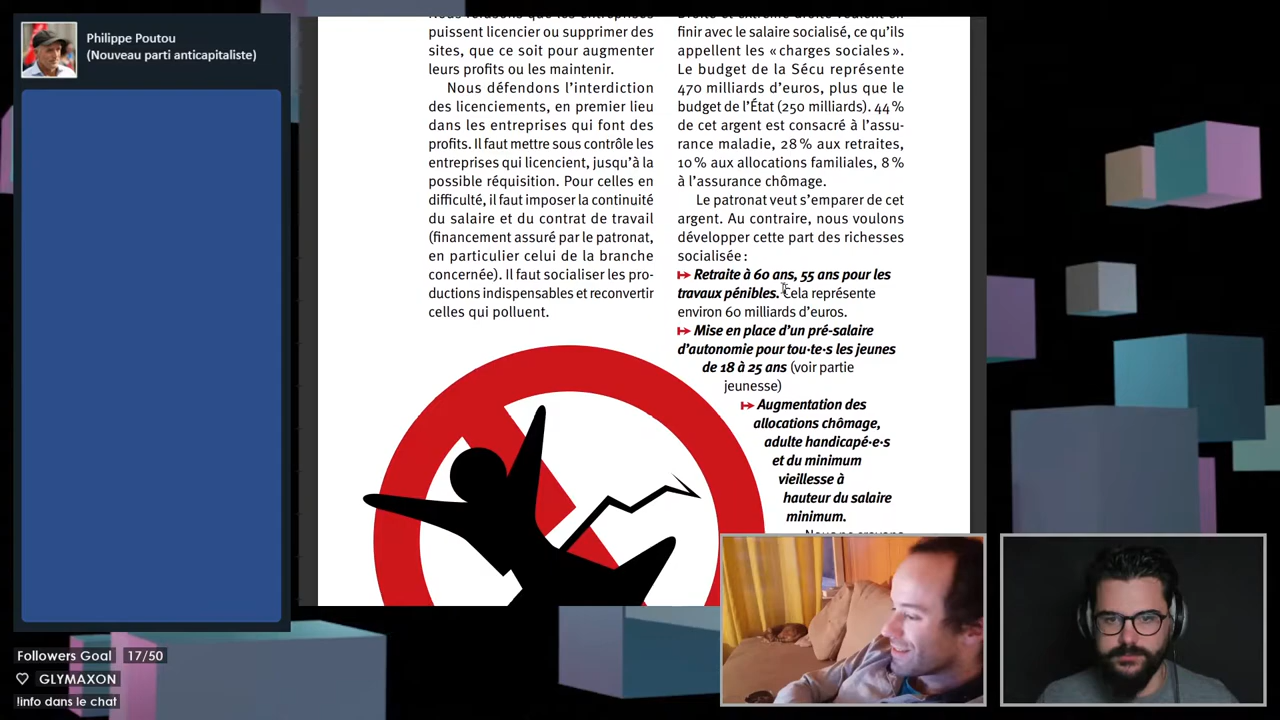 Philippe Poutou
(Nouveau parti anticapitaliste)
puissent licencier ou supprimer des
sites, que ce soit pour augmenter
leurs profits ou les maintenir.
Nous défendons l'interdiction
des licenciements, en premier lieu
dans les entreprises qui font des
profits. Il faut mettre sous contrôle les
entreprises qui licencient, jusqu'à la
possible réquisition. Pour celles en
difficulté, il faut imposer la continuité
du salaire et du contrat de travail
(financement assuré par le patronat,
en particulier celui de la branche
concernée). Il faut socialiser les pro-
ductions indispensables et reconvertir
celles qui polluent.
finir avec le salaire socialisé, ce qu'ils
appellent les « charges sociales ».
Le budget de la Sécu représente
470 milliards d'euros, plus que le
budget de l'État (250 milliards). 44 %
de cet argent est consacré à l'assu-
rance maladie, 28 % aux retraites,
10 % aux allocations familiales, 8 %
à l'assurance chômage.
Le patronat veut s'emparer de cet
argent. Au contraire, nous voulons
développer cette part des richesses
socialisée :
↦ Retraite à 60 ans, 55 ans pour les
travaux pénibles. Cela représente
environ 60 milliards d'euros.
↦ Mise en place d'un pré-salaire
d'autonomie pour tou·te·s les jeunes
de 18 à 25 ans (voir partie
jeunesse)
↦ Augmentation des
allocations chômage,
adulte handicapé·e·s
et du minimum
vieillesse à
hauteur du salaire
minimum.
Followers Goal 17/50
GLYMAXON
!info dans le chat